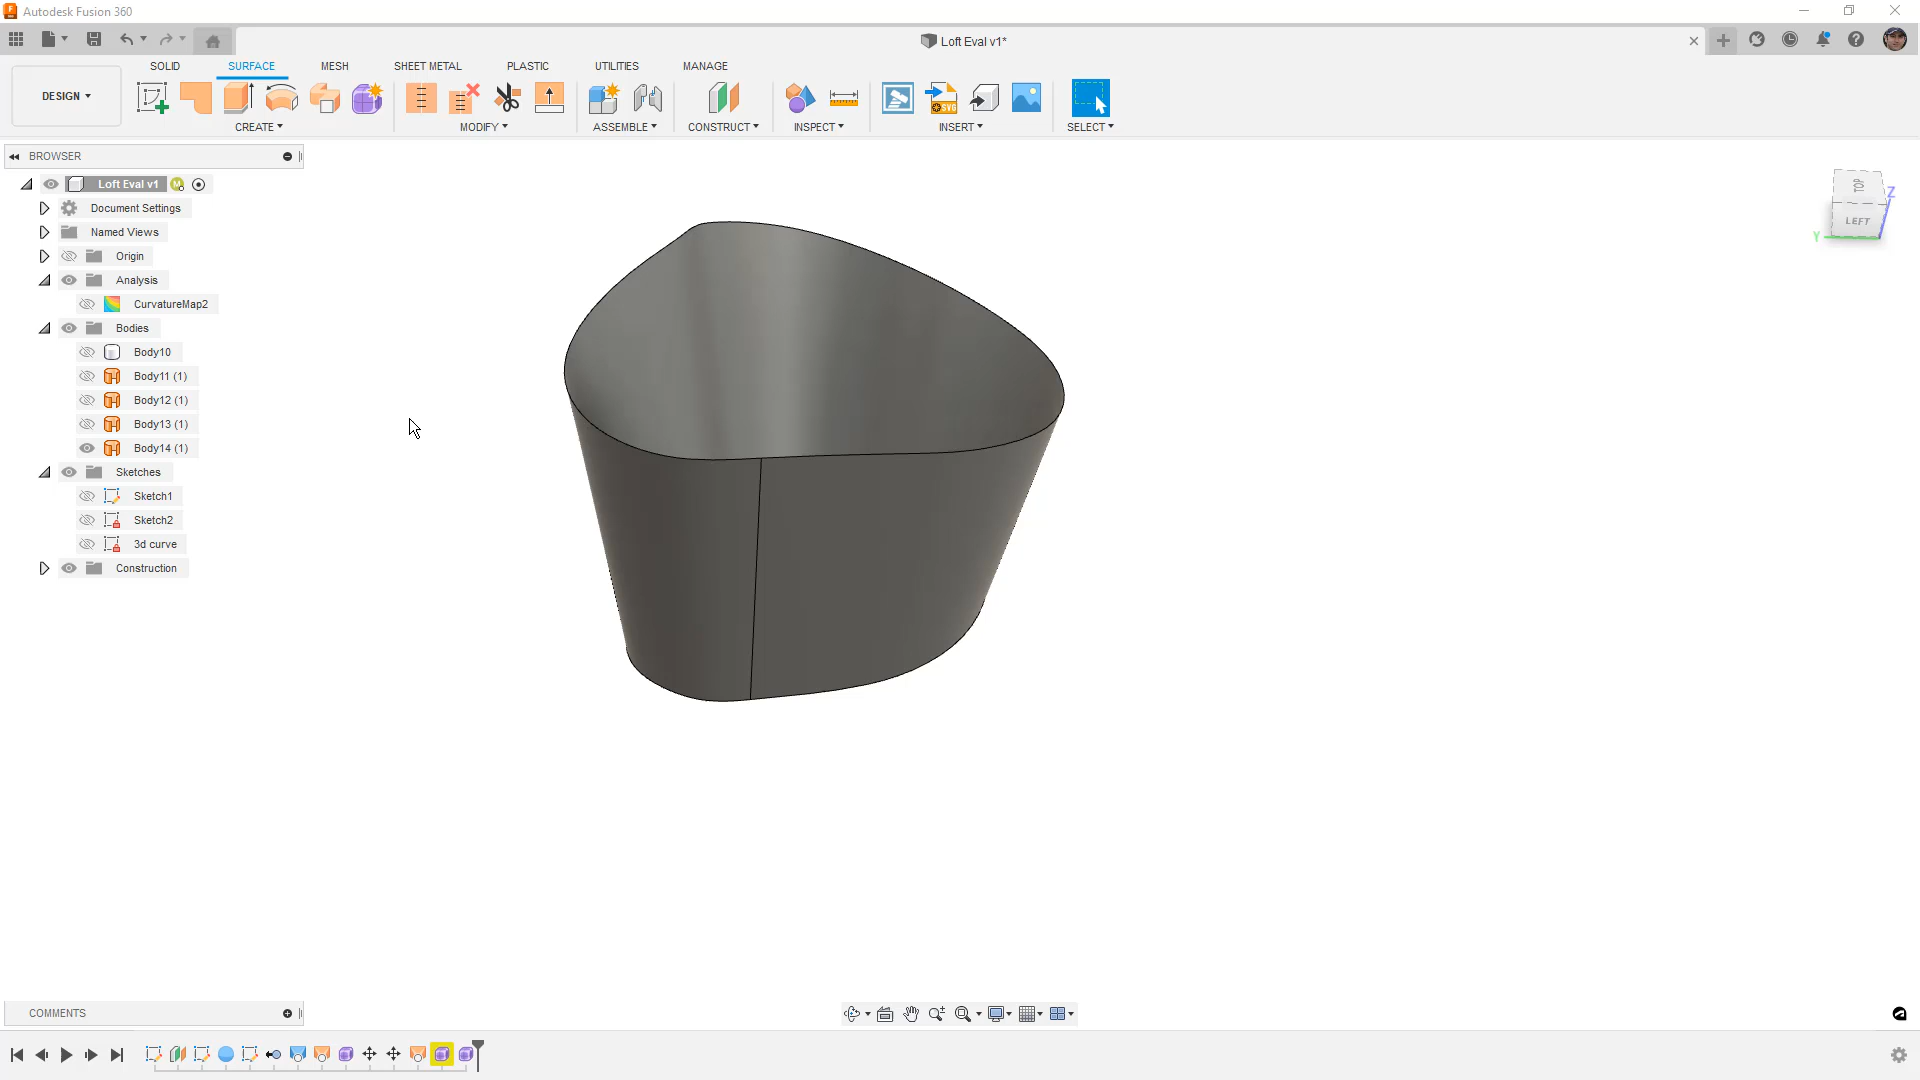 Autodesk Fusion 360
Loft Eval v1*
SOLID
SURFACE
MESH
SHEET METAL
PLASTIC
UTILITIES
MANAGE
DESIGN
CREATE
MODIFY
ASSEMBLE
CONSTRUCT
INSPECT
INSERT
SELECT
SVG
BROWSER
Loft Eval v1
Document Settings
Named Views
Origin
Analysis
CurvatureMap2
Bodies
Body10
Body11 (1)
Body12 (1)
Body13 (1)
Body14 (1)
Sketches
Sketch1
Sketch2
3d curve
Construction
TOP
LEFT
Z
Y
COMMENTS